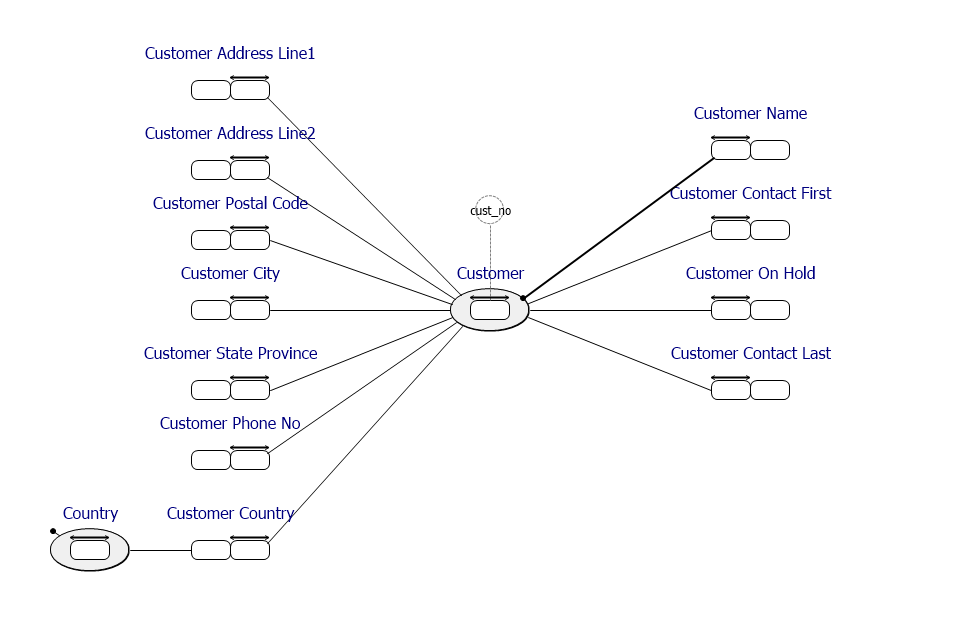 Customer Address Line1
Customer Name
Customer Address Line2
Customer Postal Code
Customer Contact First
cust_no
Customer City
Customer
Customer On Hold
Customer State Province
Customer Contact Last
Customer Phone No
Country
Customer Country